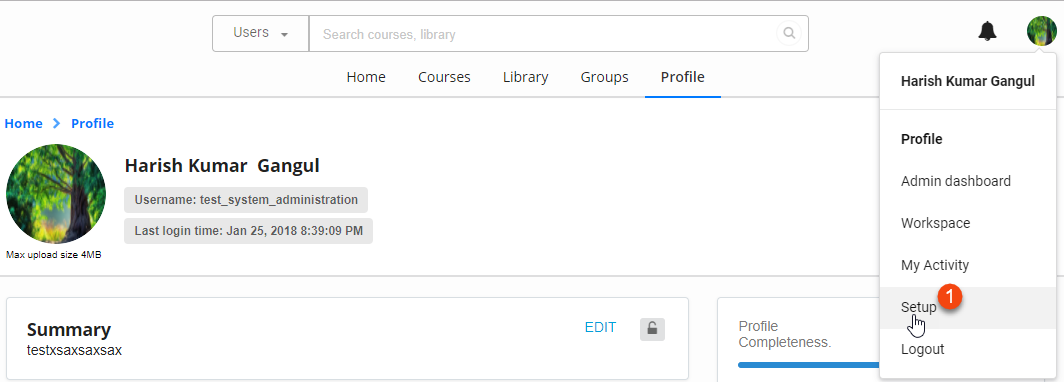 Users
Search courses, library
Home
Courses
Library
Groups
Profile
Home
Profile
Harish Kumar Gangul
Username: test_system_administration
Last login time: Jan 25, 2018 8:39:09 PM
Max upload size 4MB
Summary
EDIT
testxsaxsaxsax
Profile
Completeness.
Harish Kumar Gangul
Profile
Admin dashboard
Workspace
My Activity
Setup
1
Logout